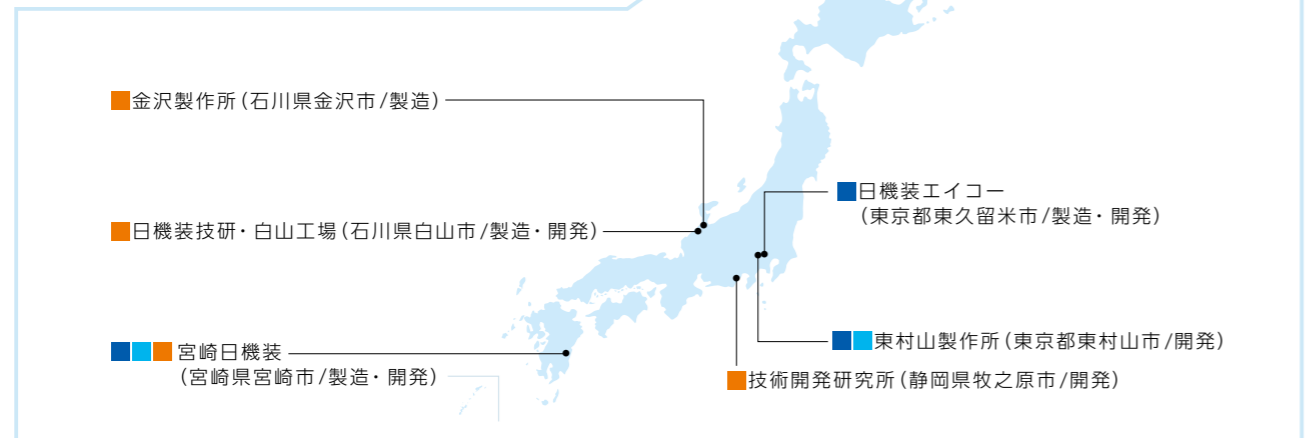 金沢製作所(石川県金沢市/製造)
日機装エイコー
(東京都東久留米市/製造・開発)
日機装技研・白山工場(石川県白山市/製造・開発)
宮崎日機装
(宮崎県宮崎市/製造・開発)
東村山製作所(東京都東村山市/開発)
技術開発研究所(静岡県牧之原市/開発)